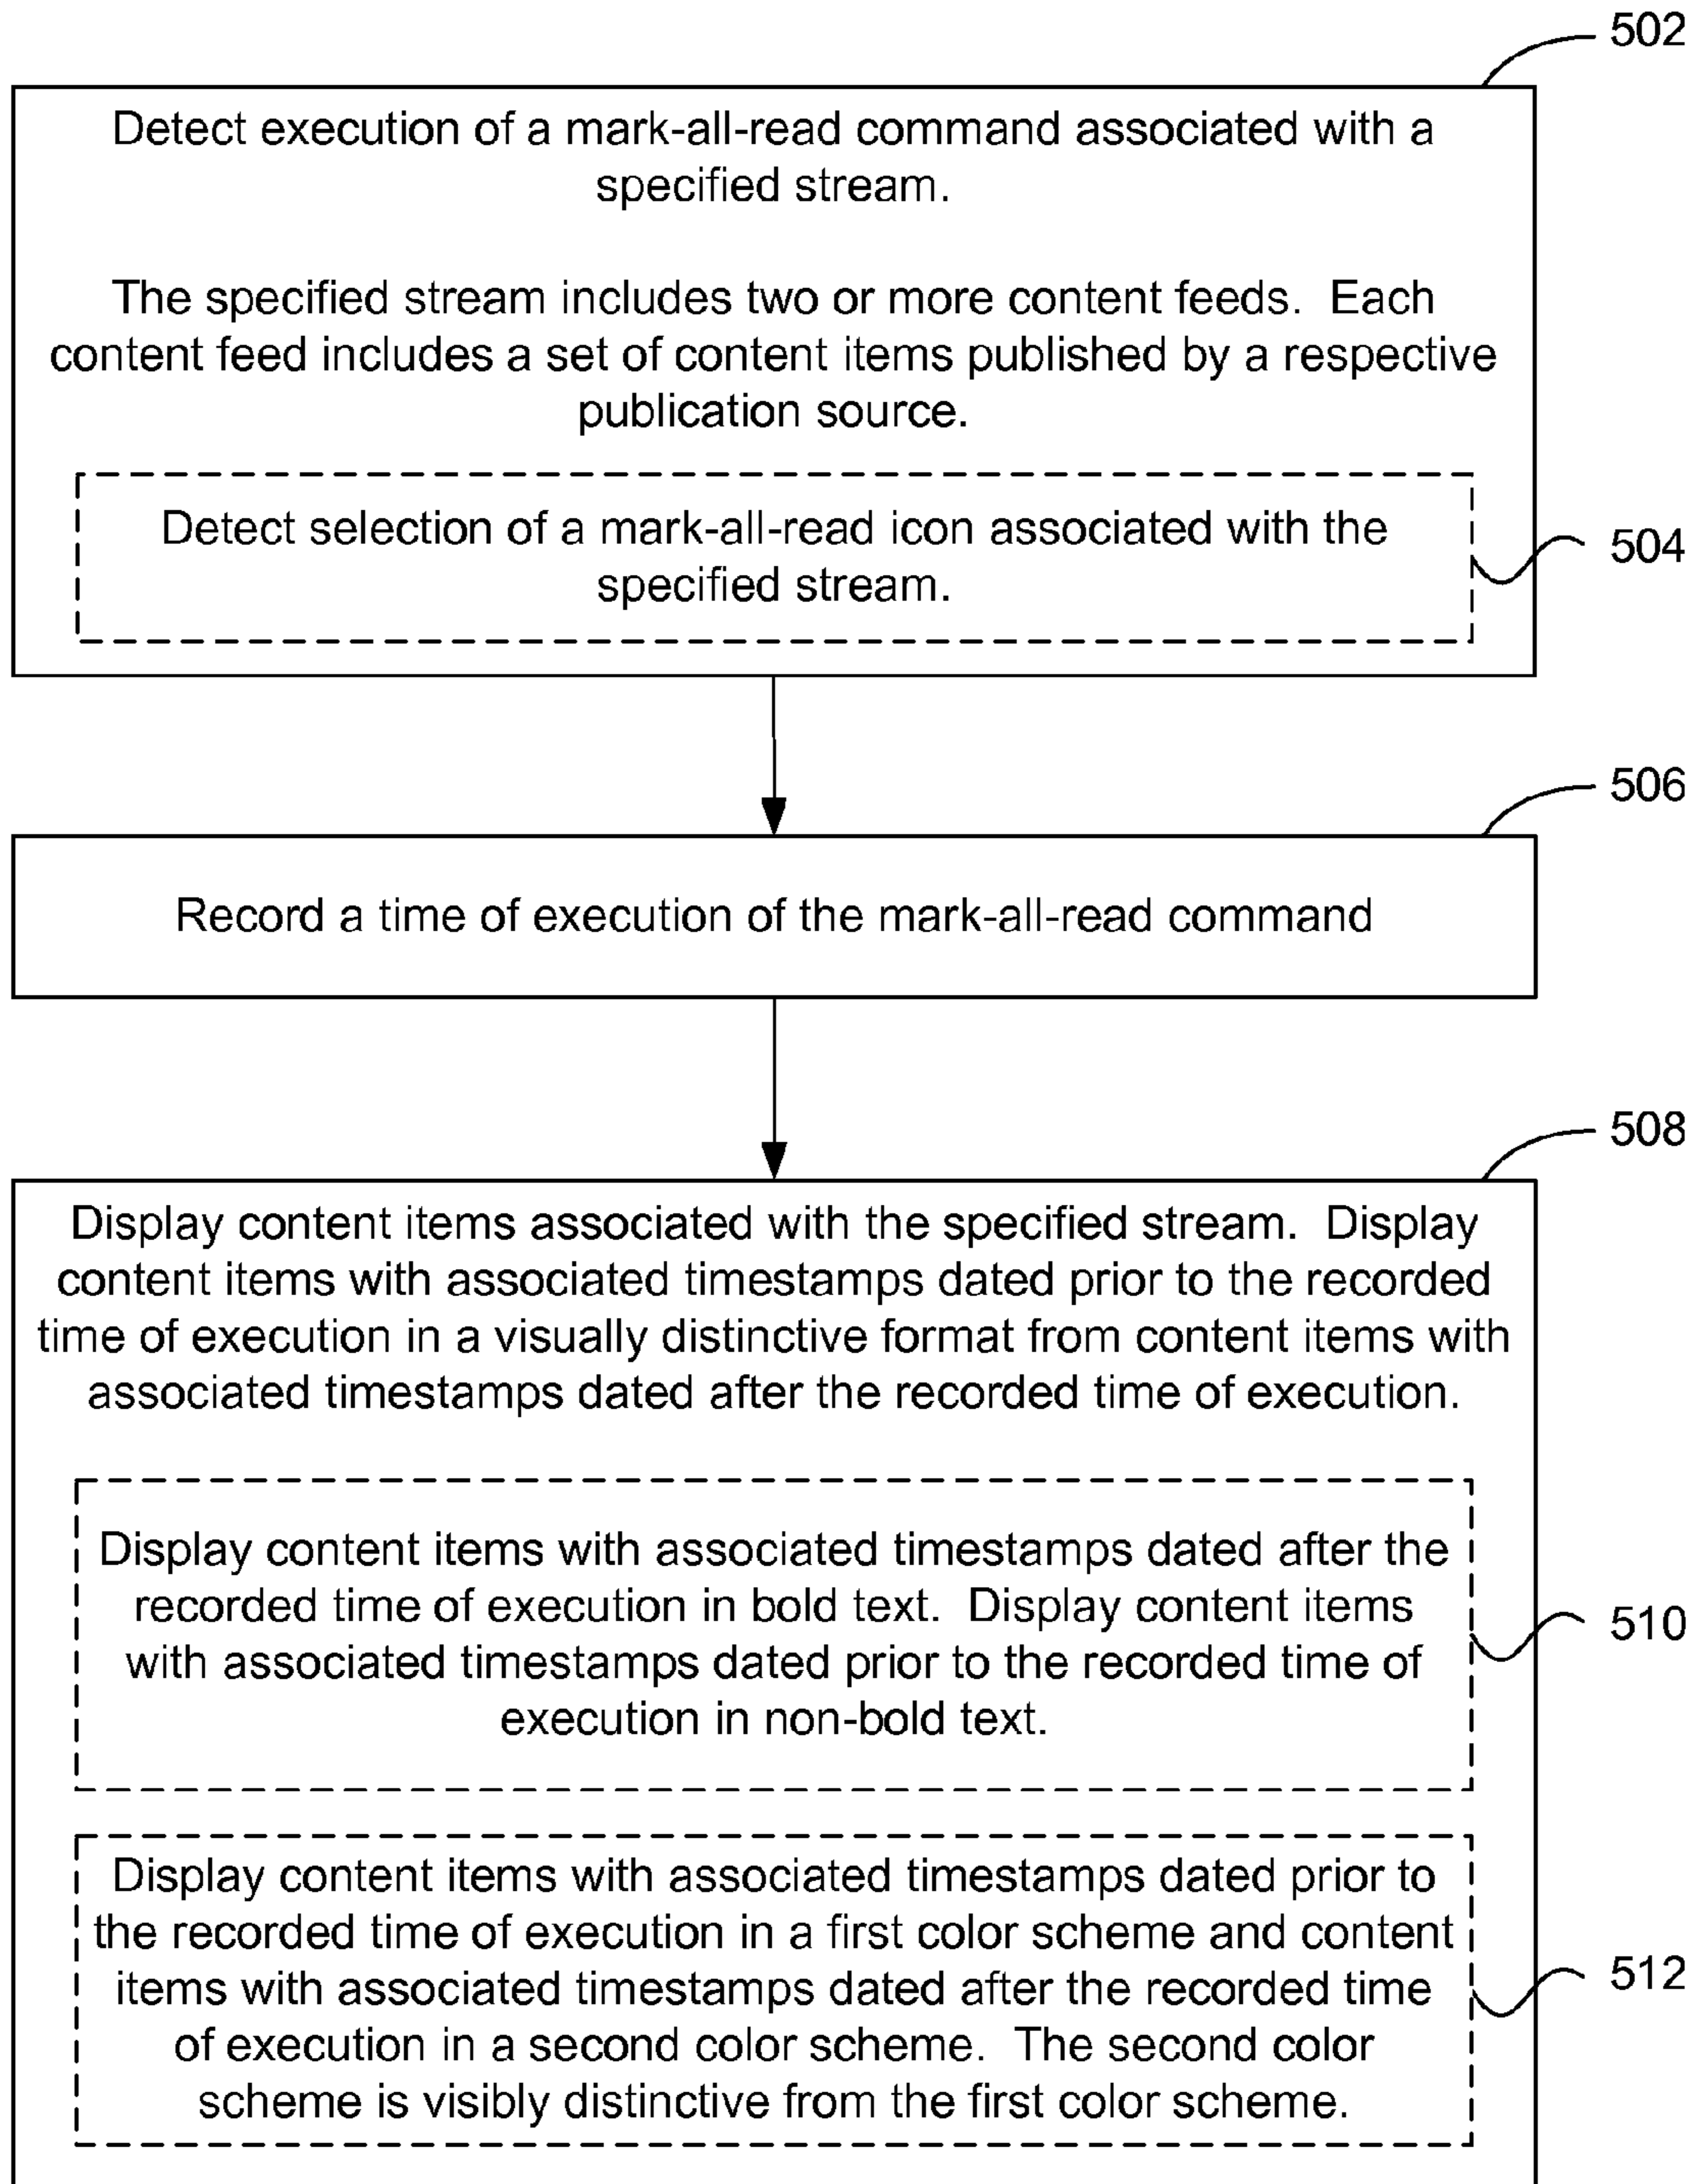 502
Detect execution of a mark-all-read command associated with a
specified stream.
The specified stream includes two or more content feeds.  Each
content feed includes a set of content items published by a respective
publication source.
Detect selection of a mark-all-read icon associated with the
specified stream.
504
506
Record a time of execution of the mark-all-read command
508
Display content items associated with the specified stream.  Display
content items with associated timestamps dated prior to the recorded
time of execution in a visually distinctive format from content items with
associated timestamps dated after the recorded time of execution.
Display content items with associated timestamps dated after the
recorded time of execution in bold text.  Display content items
with associated timestamps dated prior to the recorded time of
execution in non-bold text.
510
Display content items with associated timestamps dated prior to
the recorded time of execution in a first color scheme and content
items with associated timestamps dated after the recorded time
of execution in a second color scheme.  The second color
scheme is visibly distinctive from the first color scheme.
512